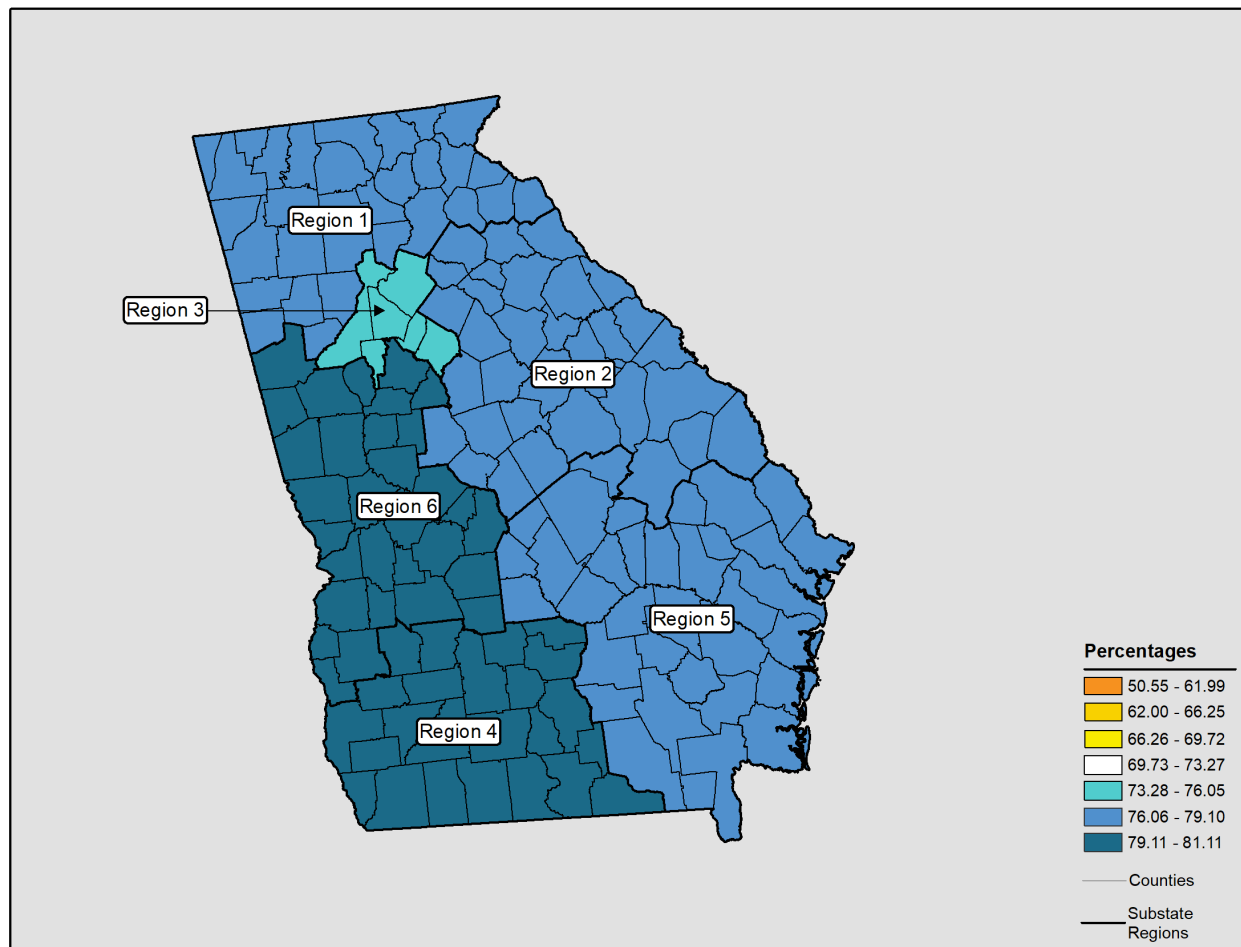 Region 1
Region 3
Region 2
Region 6
Region 5
Region 4
Percentages
50.55 - 61.99
62.00 - 66.25
66.26 - 69.72
69.73 - 73.27
73.28 - 76.05
76.06 - 79.10
79.11 - 81.11
Counties
Substate
Regions